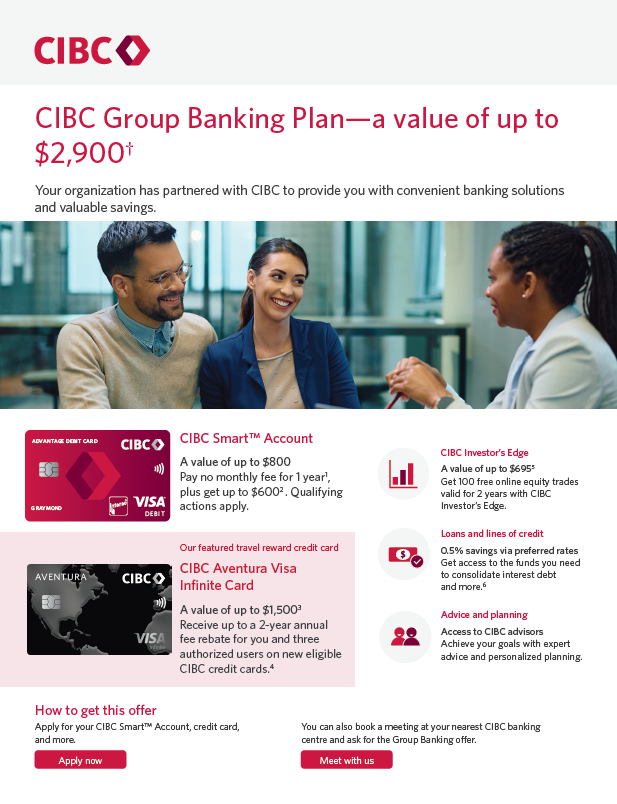 CIBC
CIBC Group Banking Plan—a value of up to
$2,900†
Your organization has partnered with CIBC to provide you with convenient banking solutions
and valuable savings.
ADVANTAGE DEBIT CARD
CIBC
G RAYMOND
Interac
VISA
DEBIT
CIBC Smart™ Account
A value of up to $800
Pay no monthly fee for 1 year¹,
plus get up to $600². Qualifying
actions apply.
Our featured travel reward credit card
AVENTURA
CIBC
VISA
Infinite
CIBC Aventura Visa
Infinite Card
A value of up to $1,500³
Receive up to a 2-year annual
fee rebate for you and three
authorized users on new eligible
CIBC credit cards.⁴
CIBC Investor's Edge
A value of up to $695⁵
Get 100 free online equity trades
valid for 2 years with CIBC
Investor's Edge.
$
Loans and lines of credit
0.5% savings via preferred rates
Get access to the funds you need
to consolidate interest debt
and more.⁶
Advice and planning
Access to CIBC advisors
Achieve your goals with expert
advice and personalized planning.
How to get this offer
Apply for your CIBC Smart™ Account, credit card,
and more.
Apply now
You can also book a meeting at your nearest CIBC banking
centre and ask for the Group Banking offer.
Meet with us